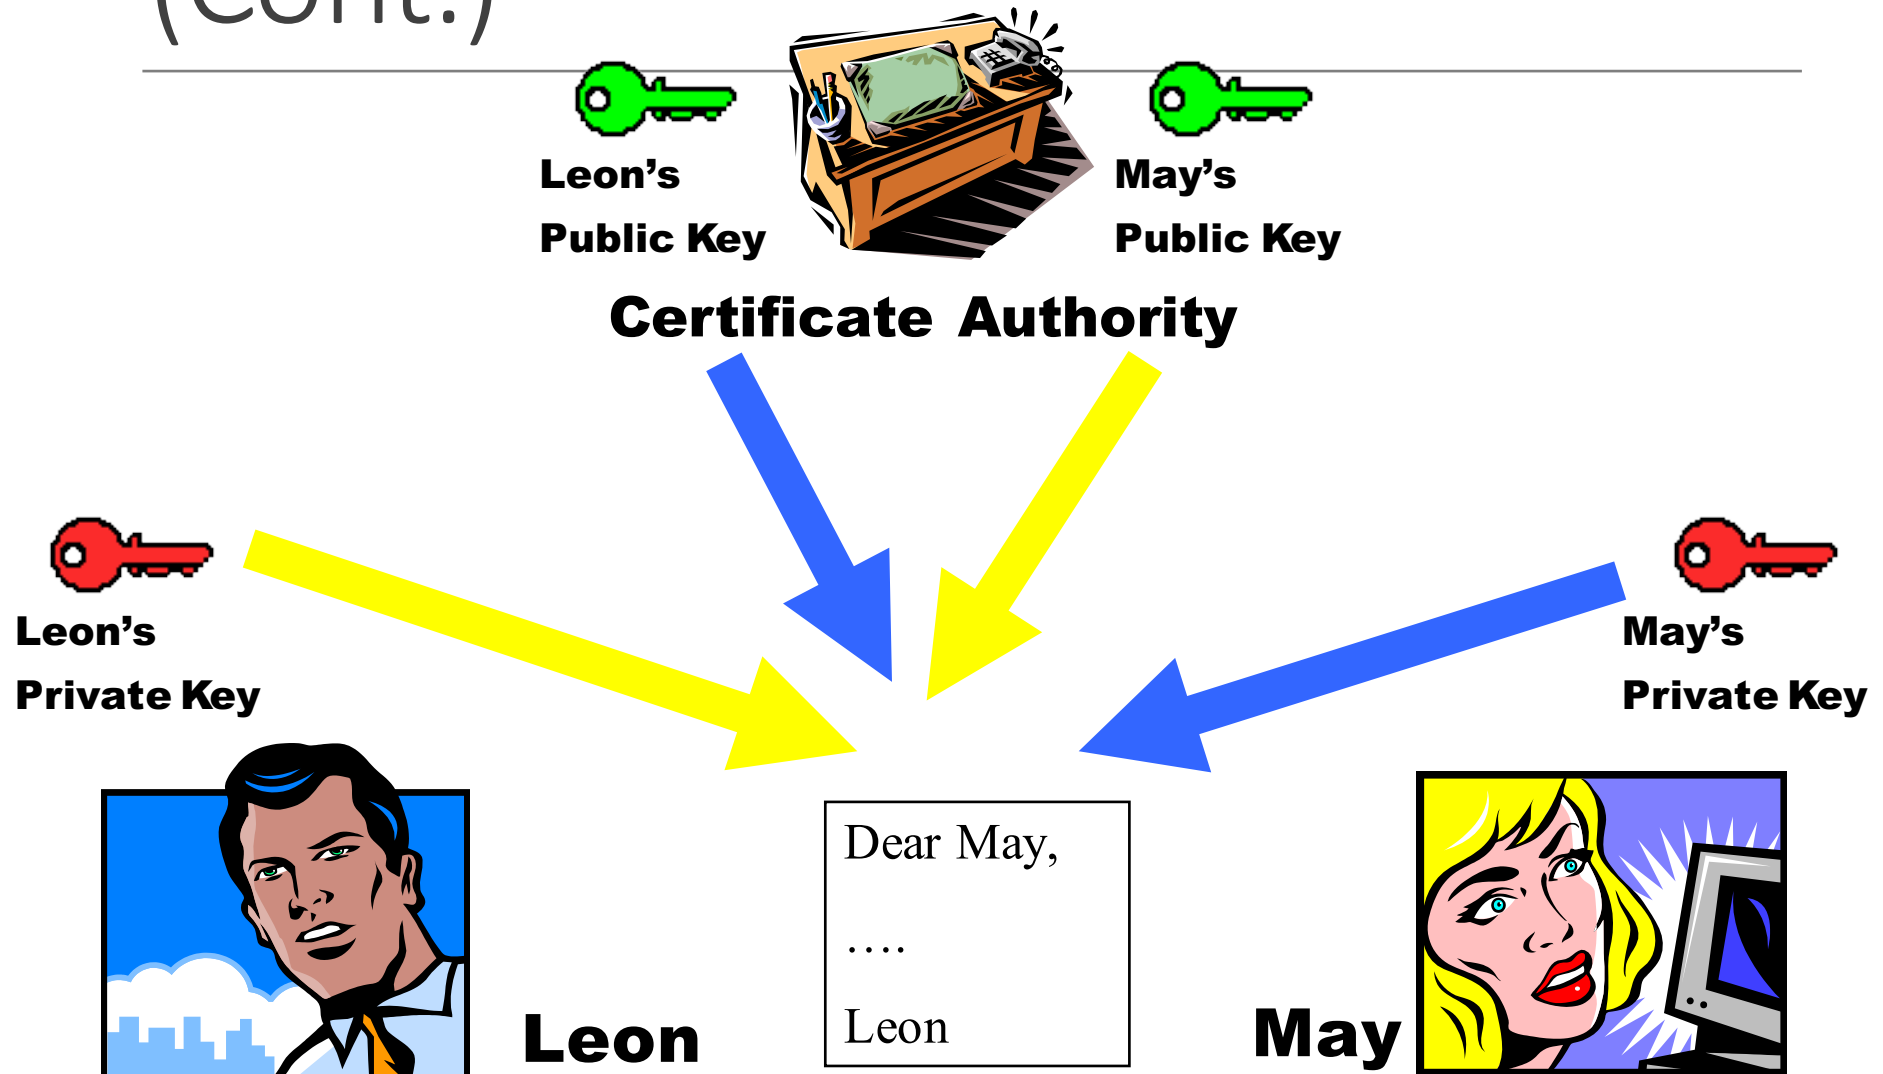 (Cont.)
Leon’s
Public Key
May’s
Public Key
Certificate Authority
Leon’s
Private Key
May’s
Private Key
Dear May,
….
Leon
Leon
May